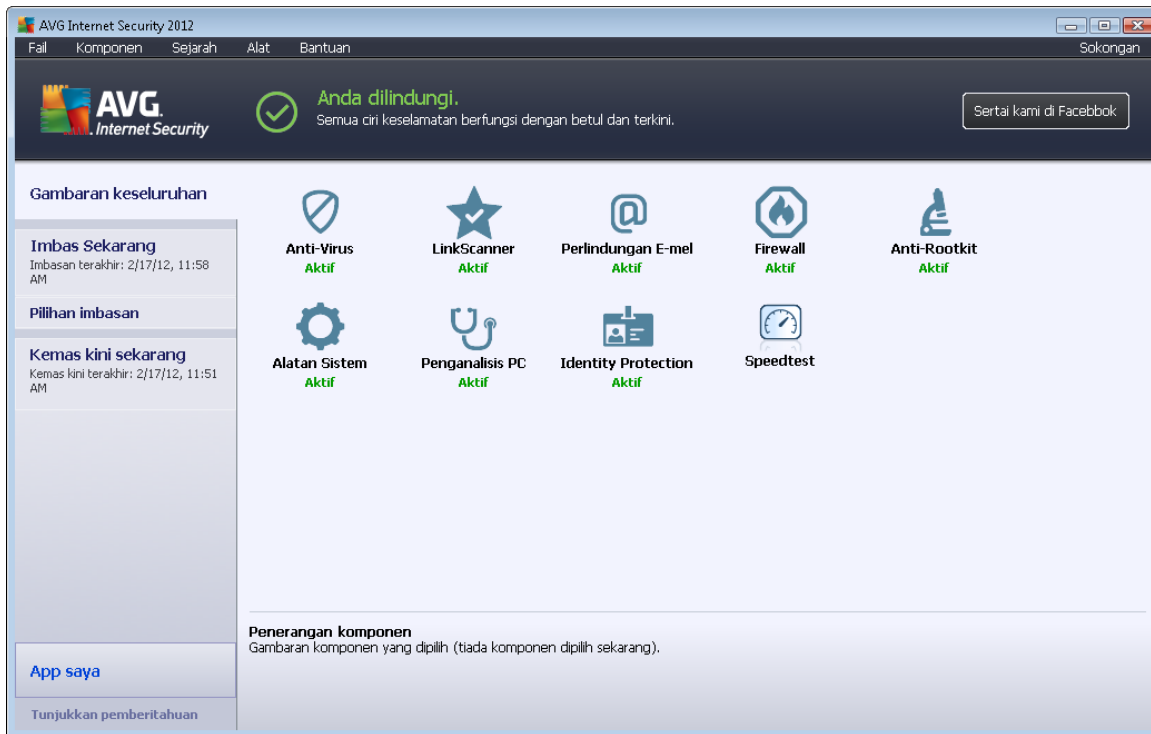 AVG Internet Security 2012
Fail Komponen Sejarah Alat Bantuan Sokongan
AVG.
Internet Security
Anda dilindungi.
Semua ciri keselamatan berfungsi dengan betul dan terkini.
Sertai kami di Facebbok
Gambaran keseluruhan
Imbas Sekarang
Imbasan terakhir: 2/17/12, 11:58
AM
Pilihan imbasan
Kemas kini sekarang
Kemas kini terakhir: 2/17/12, 11:51
AM
Anti-Virus LinkScanner Perlindungan E-mel Firewall Anti-Rootkit
Aktif Aktif Aktif Aktif Aktif
Alatan Sistem Penganalisis PC Identity Protection Speedtest
Aktif Aktif Aktif
Penerangan komponen
Gambaran komponen yang dipilih (tiada komponen dipilih sekarang).
App saya
Tunjukkan pemberitahuan